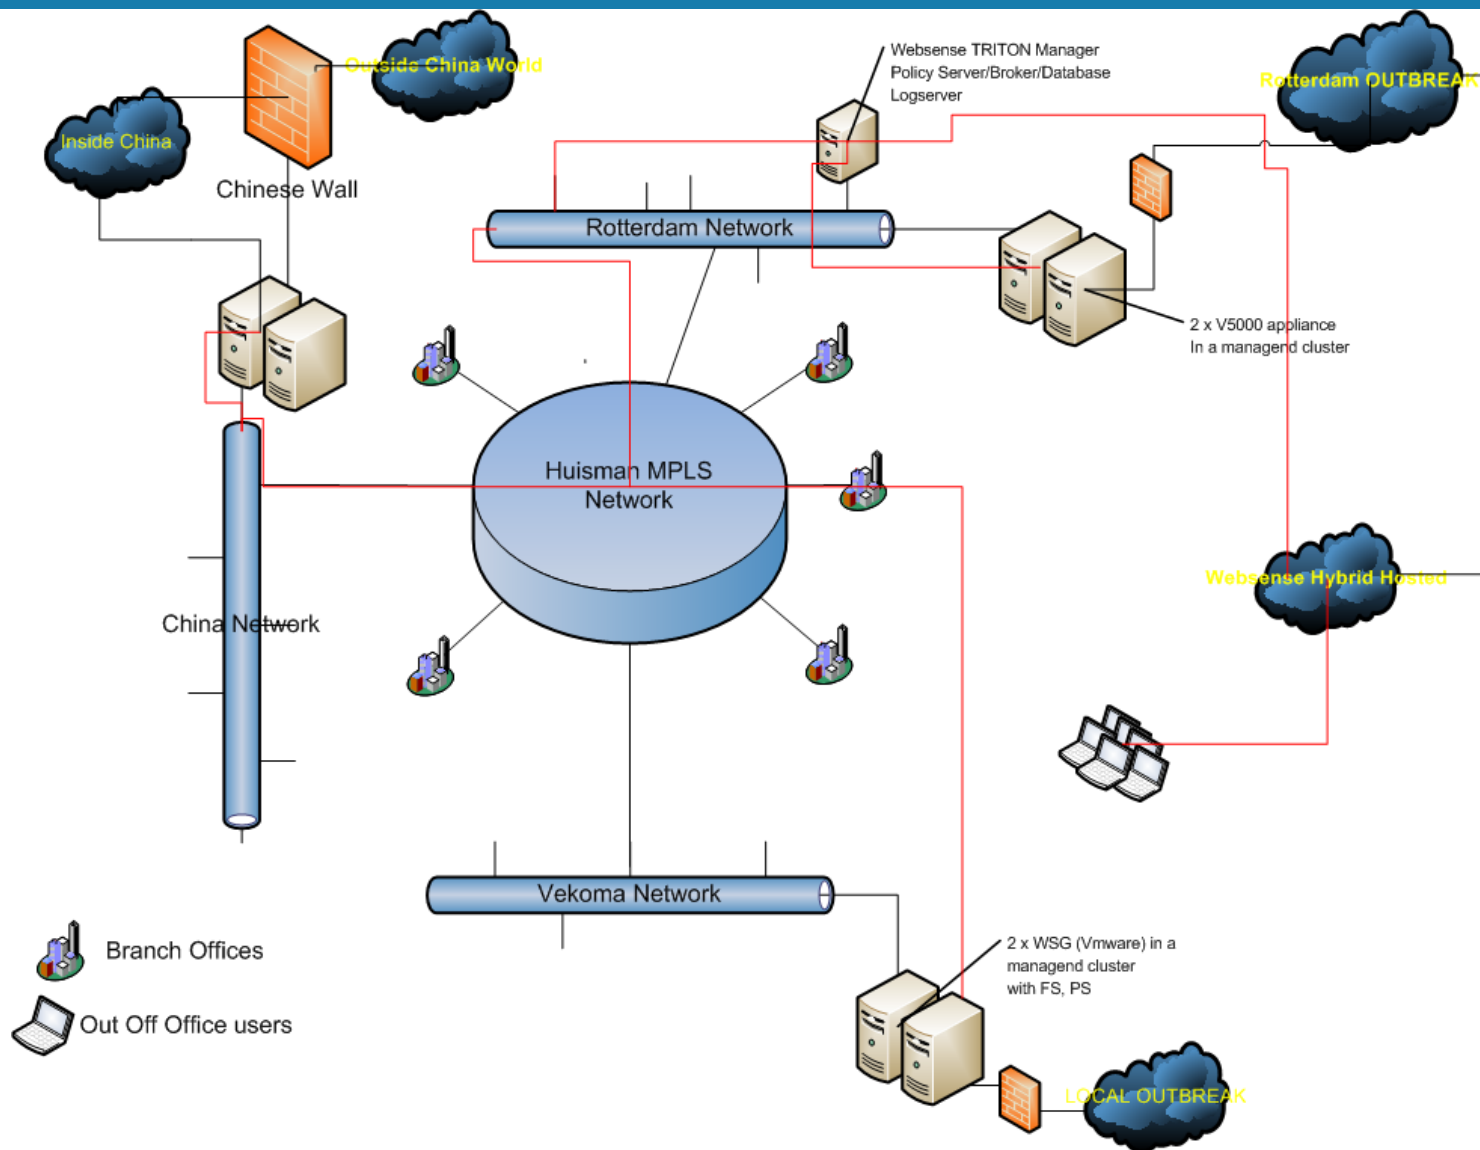 Outside China World
Websense TRITON Manager
Policy Server/Broker/Database
Logserver
Rotterdam OUTBREAK
Inside China
Chinese Wall
Rotterdam Network
2 x V5000 appliance
In a managend cluster
Huisman MPLS
Network
Websense Hybrid Hosted
China Network
Vekoma Network
2 x WSG (Vmware) in a
managend cluster
with FS, PS
Branch Offices
Out Off Office users
LOCAL OUTBREAK